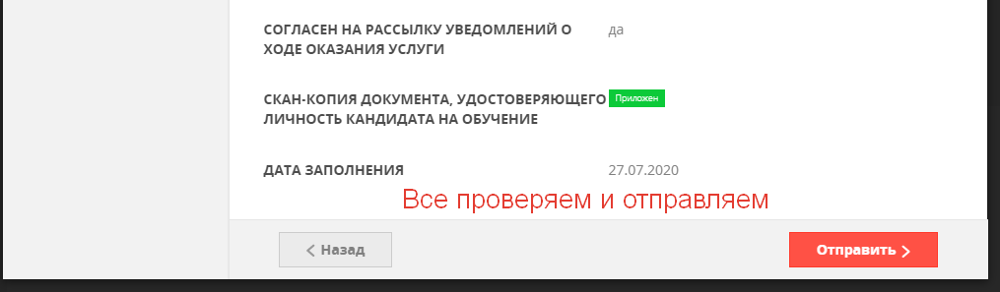 СОГЛАСЕН НА РАССЫЛКУ УВЕДОМЛЕНИЙ О
ХОДЕ ОКАЗАНИЯ УСЛУГИ
да
СКАН-КОПИЯ ДОКУМЕНТА, УДОСТОВЕРЯЮЩЕГО
ЛИЧНОСТЬ КАНДИДАТА НА ОБУЧЕНИЕ
Приложен
ДАТА ЗАПОЛНЕНИЯ
27.07.2020
Все проверяем и отправляем
Назад
Отправить